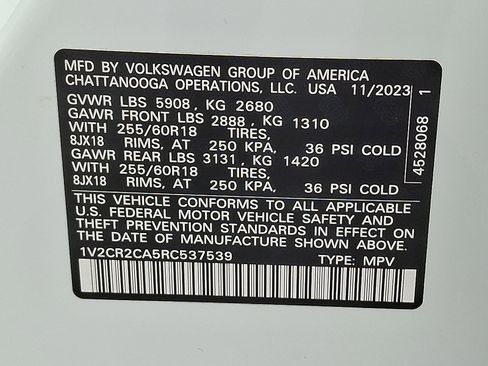 MFD BY VOLKSWAGEN GROUP OF AMERICA
CHATTANOOGA OPERATIONS, LLC. USA 11/2023
GVWR LBS 5908, KG 2680
GAWR FRONT LBS 2888, KG 1310
WITH 255/60R18 TIRES,
8JX18 RIMS, AT 250 KPA, 36 PSI COLD
GAWR REAR LBS 3131, KG 1420
WITH 255/60R18 TIRES,
8JX18 RIMS, AT 250 KPA, 36 PSI COLD
THIS VEHICLE CONFORMS TO ALL APPLICABLE
U.S. FEDERAL MOTOR VEHICLE SAFETY AND
THEFT PREVENTION STANDARDS IN EFFECT ON
THE DATE OF MANUFACTURE SHOWN ABOVE.
1V2CR2CA5RC537539 TYPE: MPV
4528068 1